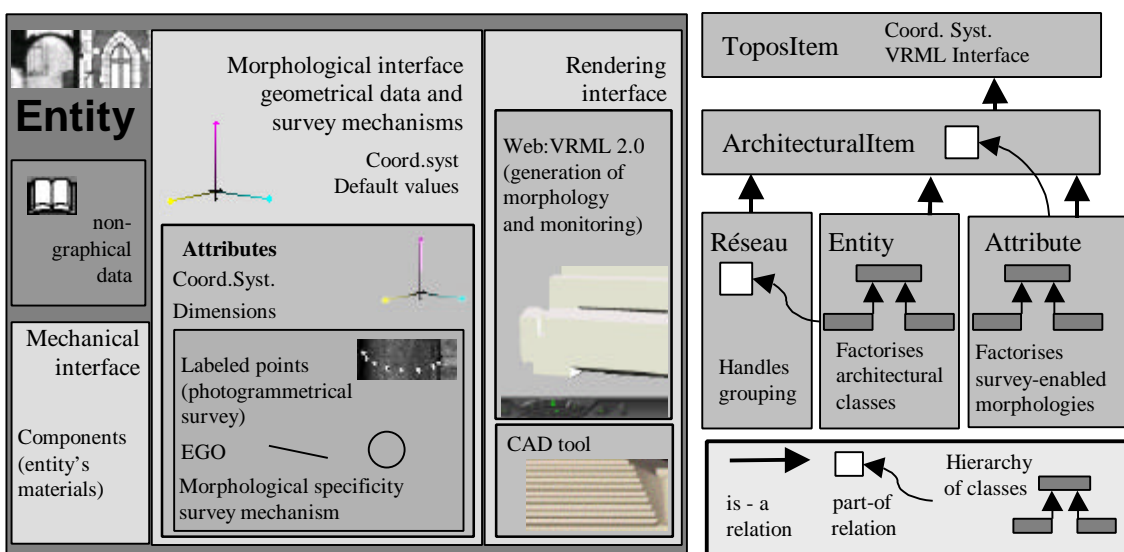 Entity
non-
graphical
data
Mechanical
interface
Components
(entity's
materials)
Morphological interface
geometrical data and
survey mechanisms
Coord.syst
Default values
Attributes
Coord.Syst.
Dimensions
Labeled points
(photogrammetrical
survey)
EGO
Morphological specificity
survey mechanism
Rendering
interface
Web:VRML 2.0
(generation of
morphology
and monitoring)
CAD tool
ToposItem
Coord. Syst.
VRML Interface
ArchitecturalItem
Réseau
Handles
grouping
Entity
Factorises
architectural
classes
Attribute
Factorises
survey-enabled
morphologies
is - a
relation
part-of
relation
Hierarchy
of classes